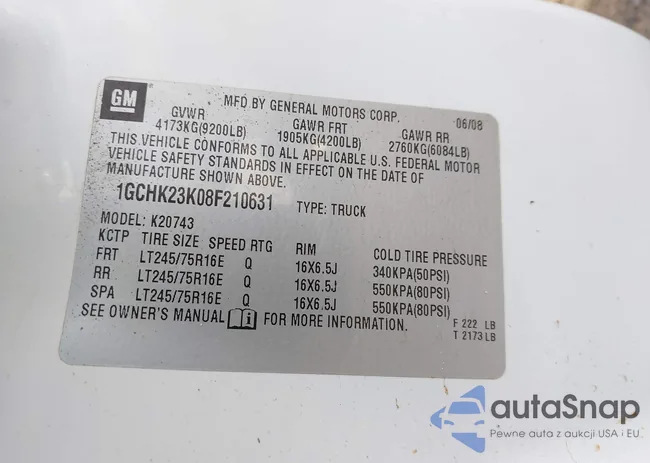 GM
MFD BY GENERAL MOTORS CORP. 06/08
GVWR GAWR FRT GAWR RR
4173KG(9200LB) 1905KG(4200LB) 2760KG(6084LB)
THIS VEHICLE CONFORMS TO ALL APPLICABLE U.S. FEDERAL MOTOR
VEHICLE SAFETY STANDARDS IN EFFECT ON THE DATE OF
MANUFACTURE SHOWN ABOVE.
1GCHK23K08F210631 TYPE: TRUCK
MODEL: K20743
KCTP TIRE SIZE SPEED RTG RIM COLD TIRE PRESSURE
FRT LT245/75R16E Q 16X6.5J 340KPA(50PSI)
RR LT245/75R16E Q 16X6.5J 550KPA(80PSI)
SPA LT245/75R16E Q 16X6.5J 550KPA(80PSI)
SEE OWNER'S MANUAL FOR MORE INFORMATION.
F 222 LB
T 2173 LB
autoSnap
Pewne auta z aukcji USA i EU